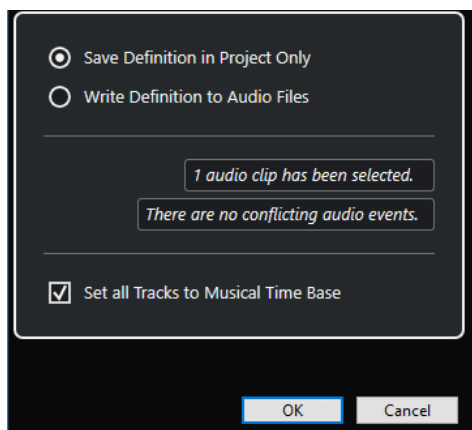 Save Definition in Project Only
Write Definition to Audio Files
1 audio clip has been selected.
There are no conflicting audio events.
Set all Tracks to Musical Time Base
OK Cancel